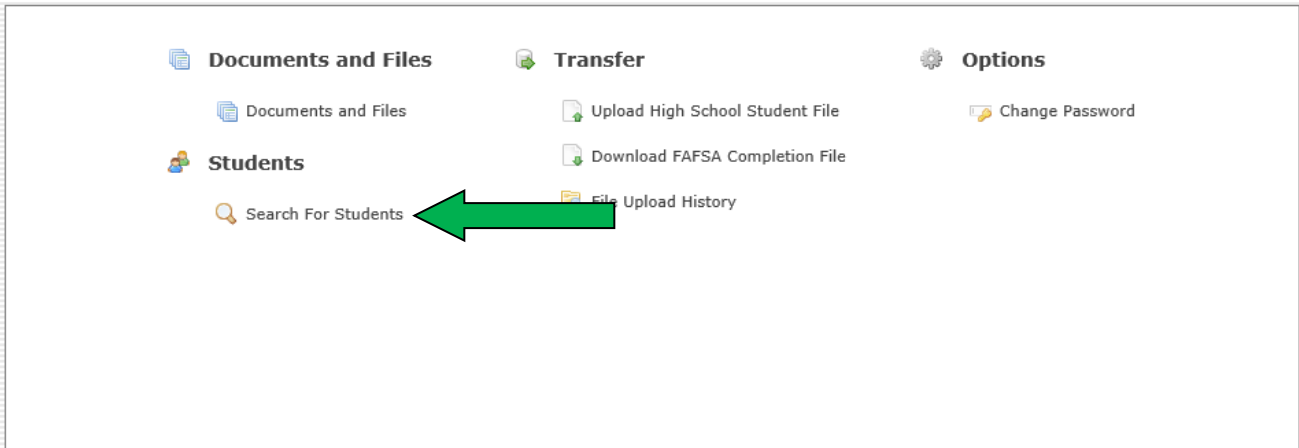 Documents and Files
Documents and Files
Students
Search For Students
Transfer
Upload High School Student File
Download FAFSA Completion File
File Upload History
Options
Change Password